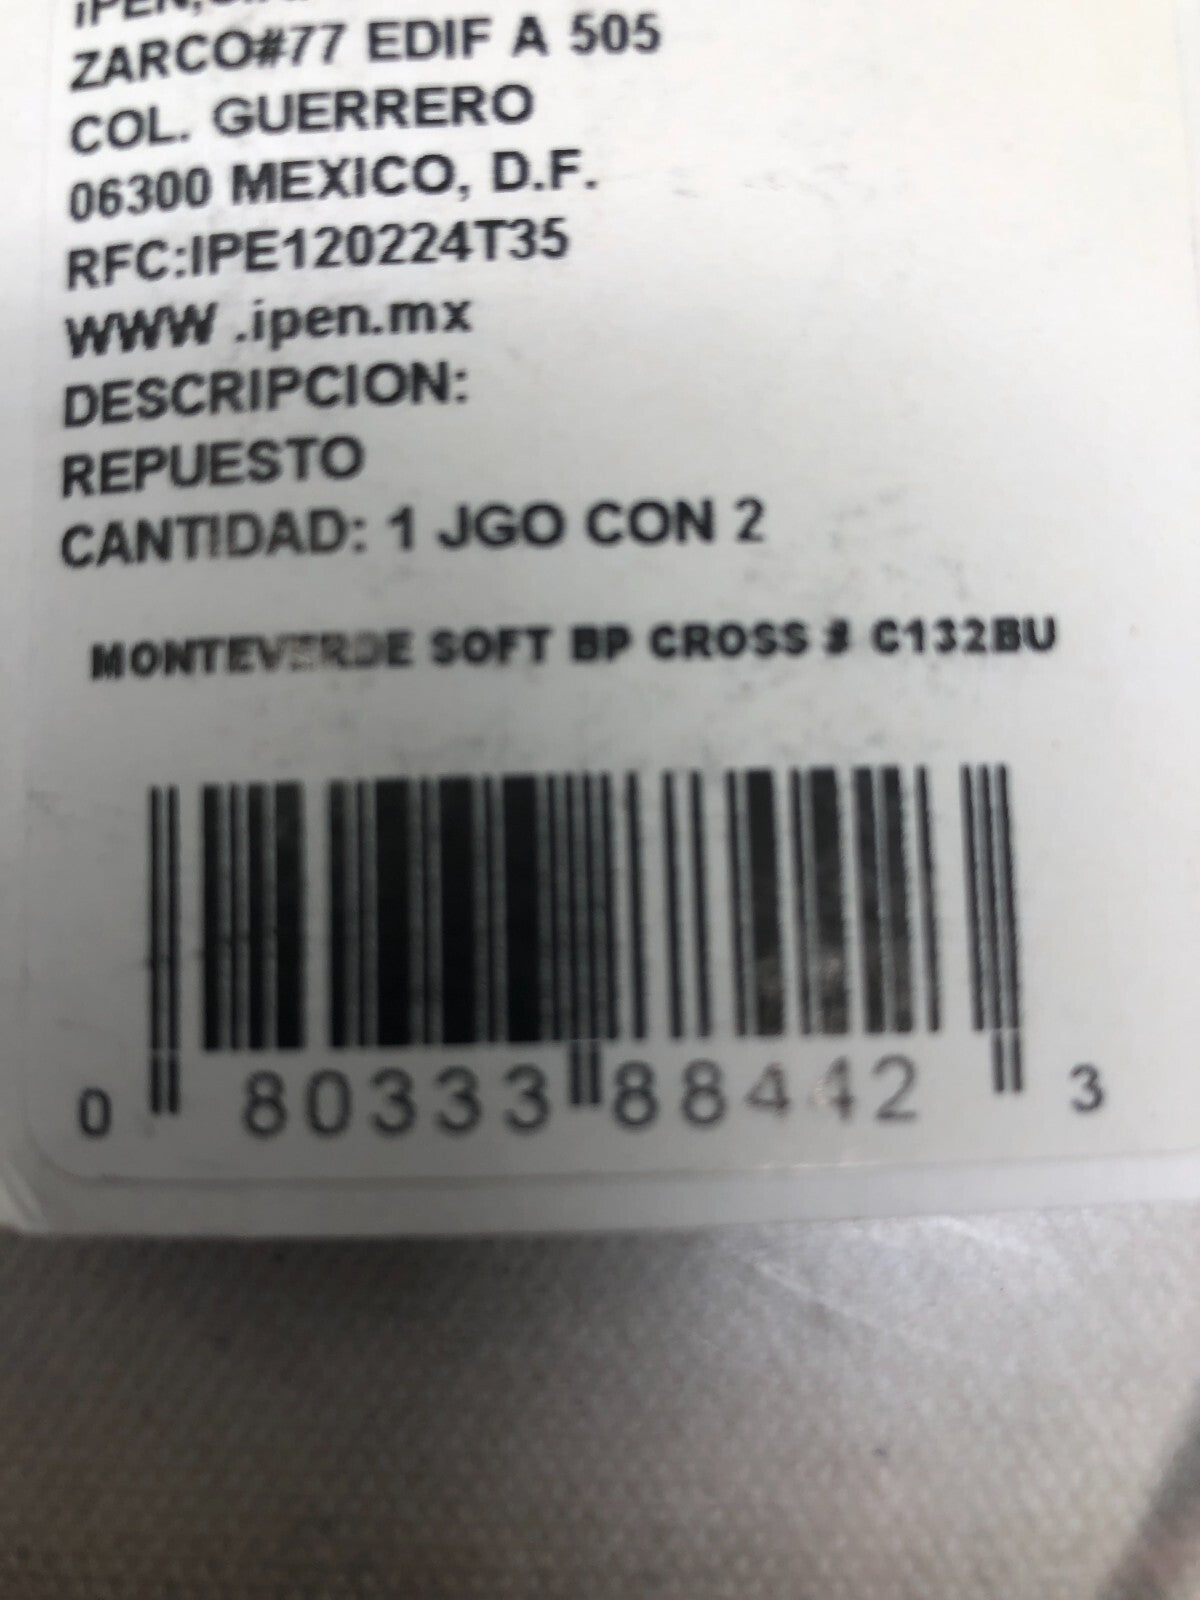 ZARCO#77 EDIF A 505
COL. GUERRERO
06300 MEXICO, D.F.
RFC:IPE120224T35
WWW .ipen.mx
DESCRIPCION:
REPUESTO
CANTIDAD: 1 JGO CON 2
MONTEVERDE SOFT BP CROSS # C132BU
0 80333 88442 3